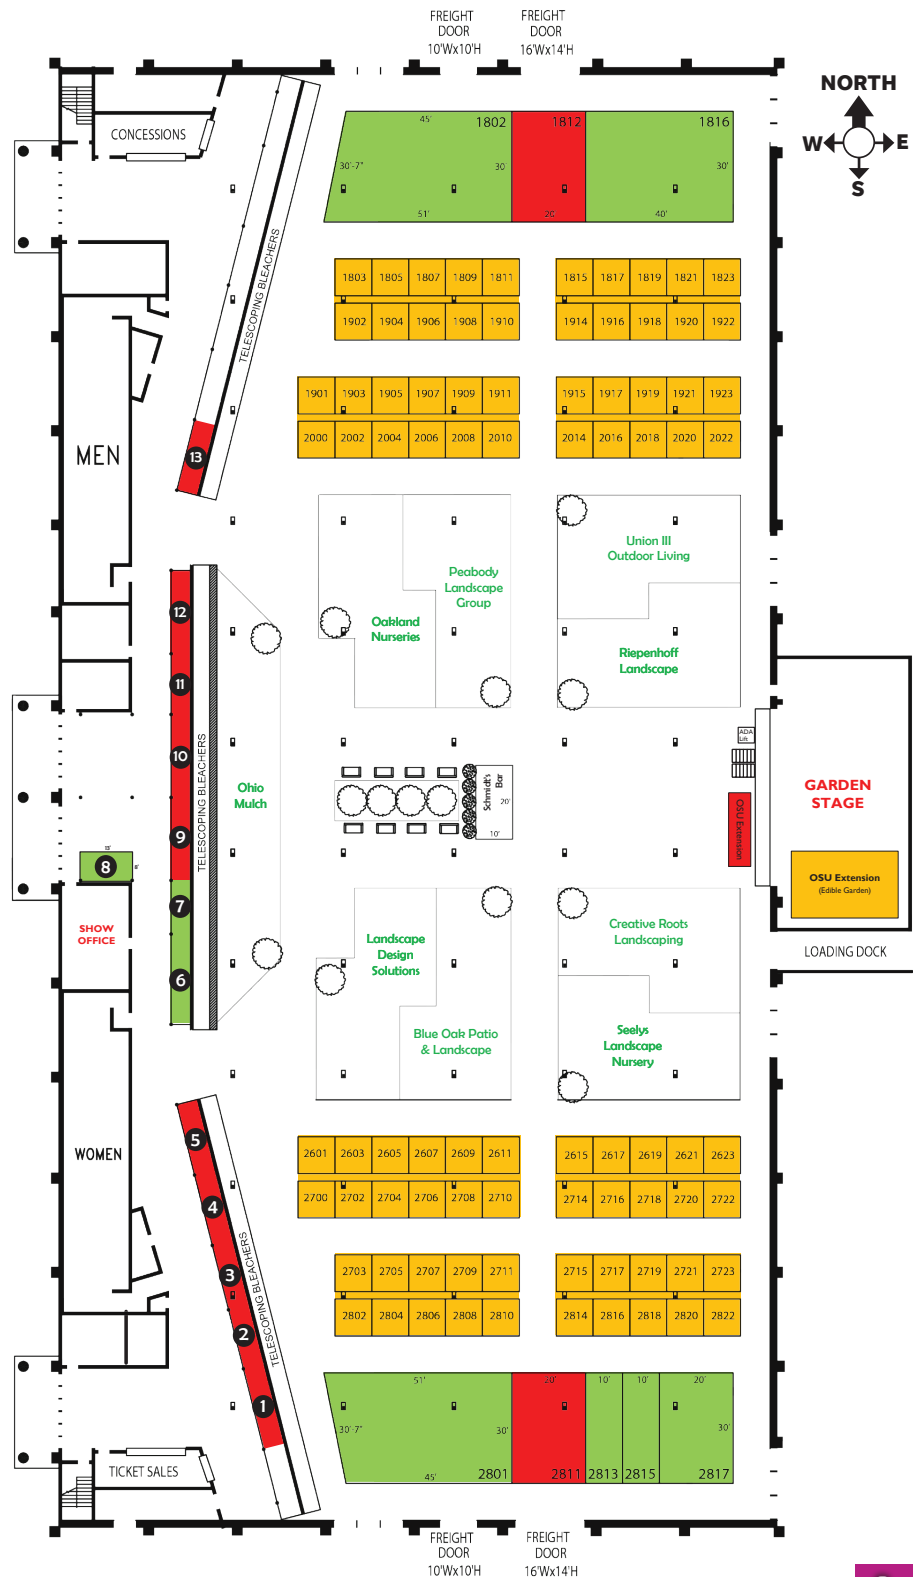 FREIGHT
DOOR
10'Wx10'H
FREIGHT
DOOR
16'Wx14'H
NORTH
W
E
S
CONCESSIONS
45'
1802
1812
1816
30'-7"
30'
30'
51'
20'
40'
TELESCOPING BLEACHERS
1803 1805 1807 1809 1811
1815 1817 1819 1821 1823
1902 1904 1906 1908 1910
1914 1916 1918 1920 1922
1901 1903 1905 1907 1909 1911
1915 1917 1919 1921 1923
2000 2002 2004 2006 2008 2010
2014 2016 2018 2020 2022
MEN
13
Union III
Outdoor Living
Peabody
Landscape
Group
Oakland
Nurseries
Riepenhoff
Landscape
12
11
10
9
TELESCOPING BLEACHERS
Ohio
Mulch
Schmidt's
Bar
20'
10'
ADA
Lift
OSU Extension
GARDEN
STAGE
OSU Extension
(Edible Garden)
LOADING DOCK
13'
8
8'
7
6
SHOW
OFFICE
Landscape
Design
Solutions
Creative Roots
Landscaping
Blue Oak Patio
& Landscape
Seelys
Landscape
Nursery
WOMEN
5
4
3
2
1
TELESCOPING BLEACHERS
2601 2603 2605 2607 2609 2611
2615 2617 2619 2621 2623
2700 2702 2704 2706 2708 2710
2714 2716 2718 2720 2722
2703 2705 2707 2709 2711
2715 2717 2719 2721 2723
2802 2804 2806 2808 2810
2814 2816 2818 2820 2822
51'
20'
10'
10'
20'
30'-7"
30'
30'
45'
2801
2811
2813
2815
2817
TICKET SALES
FREIGHT
DOOR
10'Wx10'H
FREIGHT
DOOR
16'Wx14'H